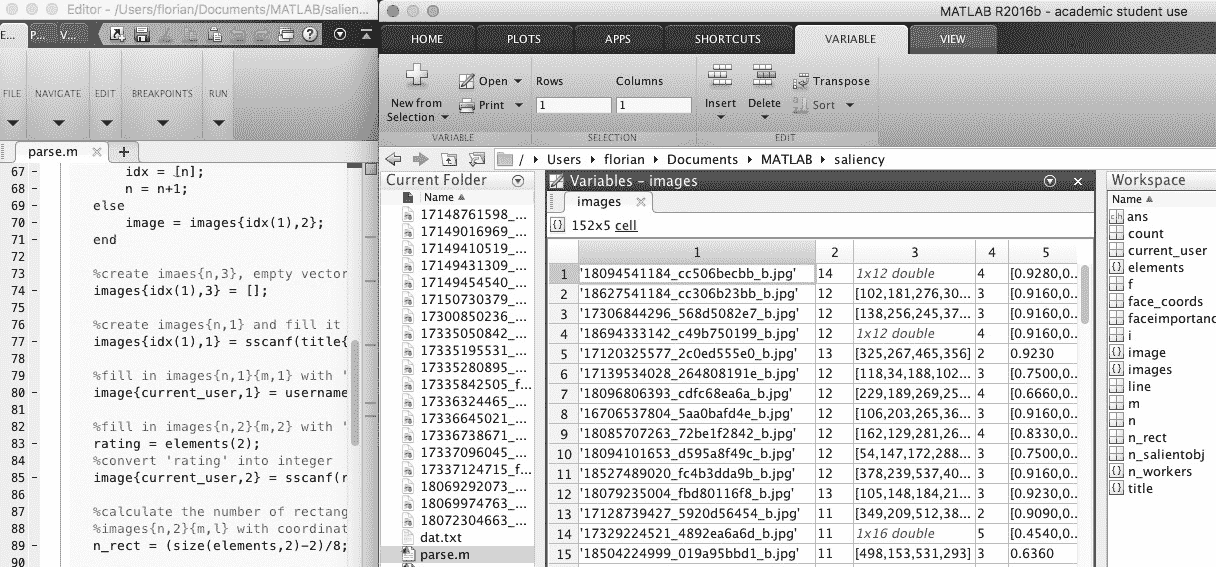 Editor - /Users/florian/Documents/MATLAB/salien...
E... P... V...
FILE NAVIGATE EDIT BREAKPOINTS RUN
parse.m
67 idx = [n];
68 n = n+1;
69 else
70 image = images{idx(1),2};
71 end
72
73 %create imaes{n,3}, empty vector
74 images{idx(1),3} = [];
75
76 %create images{n,1} and fill it
77 images{idx(1),1} = sscanf(title{
78
79 %fill in images{n,1}{m,1} with '
80 image{current_user,1} = username
81
82 %fill in images{n,2}{m,2} with '
83 rating = elements(2);
84 %convert 'rating' into integer
85 image{current_user,2} = sscanf(r
86
87 %calculate the number of rectang
88 %images{n,2}{m,l} with coordinat
89 n_rect = (size(elements,2)-2)/8;
90
MATLAB R2016b - academic student use
HOME PLOTS APPS SHORTCUTS VARIABLE VIEW
New from Selection
Open
Print
VARIABLE
Rows Columns
1 1
SELECTION
Insert Delete Transpose
Sort
EDIT
/ Users florian Documents MATLAB saliency
Current Folder
Name
17148761598_...
17149016969_...
17149410519_...
17149431309_...
17149454540_...
17150730379_...
17300850236_...
17335050842_...
17335195531_...
17335280895_...
17335842505_f...
17336324465_...
17336645021_...
17336738671_...
17337096045_...
17337124715_f...
18069292073_...
18069974763_...
18072304663_...
dat.txt
parse.m
Variables - images
images
152x5 cell
1 2 3 4 5
1 '18094541184_cc506becbb_b.jpg' 14 1x12 double 4 [0.9280,0...
2 '18627541184_cc306b23bb_b.jpg' 12 [102,181,276,30... 3 [0.9160,0...
3 '17306844296_568d5082e7_b.jpg' 12 [138,256,245,37... 3 [0.9160,0...
4 '18694333142_c49b750199_b.jpg' 12 1x12 double 4 [0.9160,0...
5 '17120325577_2c0ed555e0_b.jpg' 13 [325,267,465,356] 2 0.9230
6 '17139534028_264808191e_b.jpg' 12 [118,34,188,102... 3 [0.7500,0...
7 '18096806393_cdfc68ea6a_b.jpg' 12 [229,189,269,25... 4 [0.6660,0...
8 '16706537804_5aa0bafd4e_b.jpg' 12 [106,203,265,36... 3 [0.9160,0...
9 '18085707263_72be1f2842_b.jpg' 12 [162,129,281,26... 4 [0.8330,0...
10 '18094101653_d595a8f49c_b.jpg' 12 [54,147,172,288... 3 [0.7500,0...
11 '18527489020_fc4b3dda9b_b.jpg' 12 [378,239,537,40... 3 [0.9160,0...
12 '18079235004_fbd80116f8_b.jpg' 13 [105,148,184,21... 3 [0.9230,0...
13 '17128739427_5920d56454_b.jpg' 11 [349,209,512,38... 2 [0.9090,0...
14 '17329224521_4892ea6a6d_b.jpg' 11 1x16 double 5 [0.4540,0...
15 '18504224999_019a95bbd1_b.jpg' 11 [498,153,531,293] 3 0.6360
Workspace
Name
ans
count
current_user
elements
f
face_coords
faceimportanc
i
image
images
line
m
n
n_rect
n_salientobj
n_workers
title